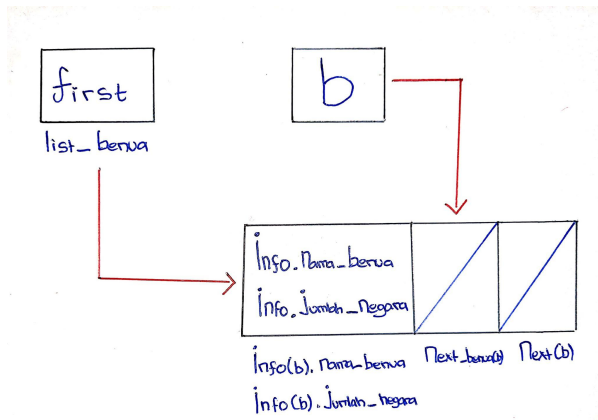 first
list_benua
b
Info.nama_benua
Info.jumlah_negara
Info(b).nama_benua
Next_benua(b)
Next(b)
Info(b).jumlah_negara